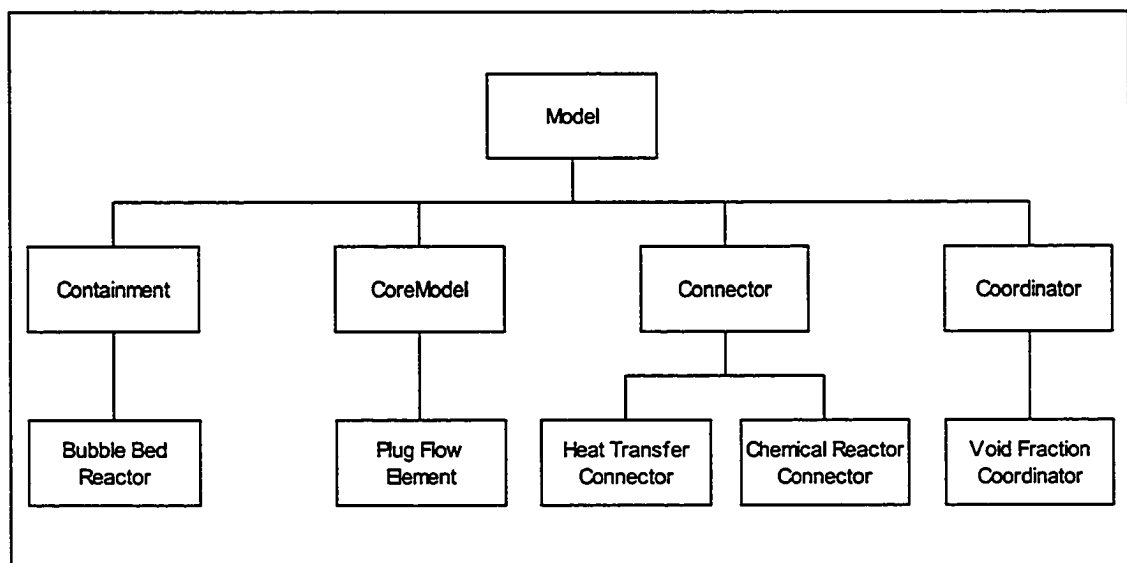 Model
Containment
CoreModel
Connector
Coordinator
Bubble Bed
Reactor
Plug Flow
Element
Heat Transfer
Connector
Chemical Reactor
Connector
Void Fraction
Coordinator